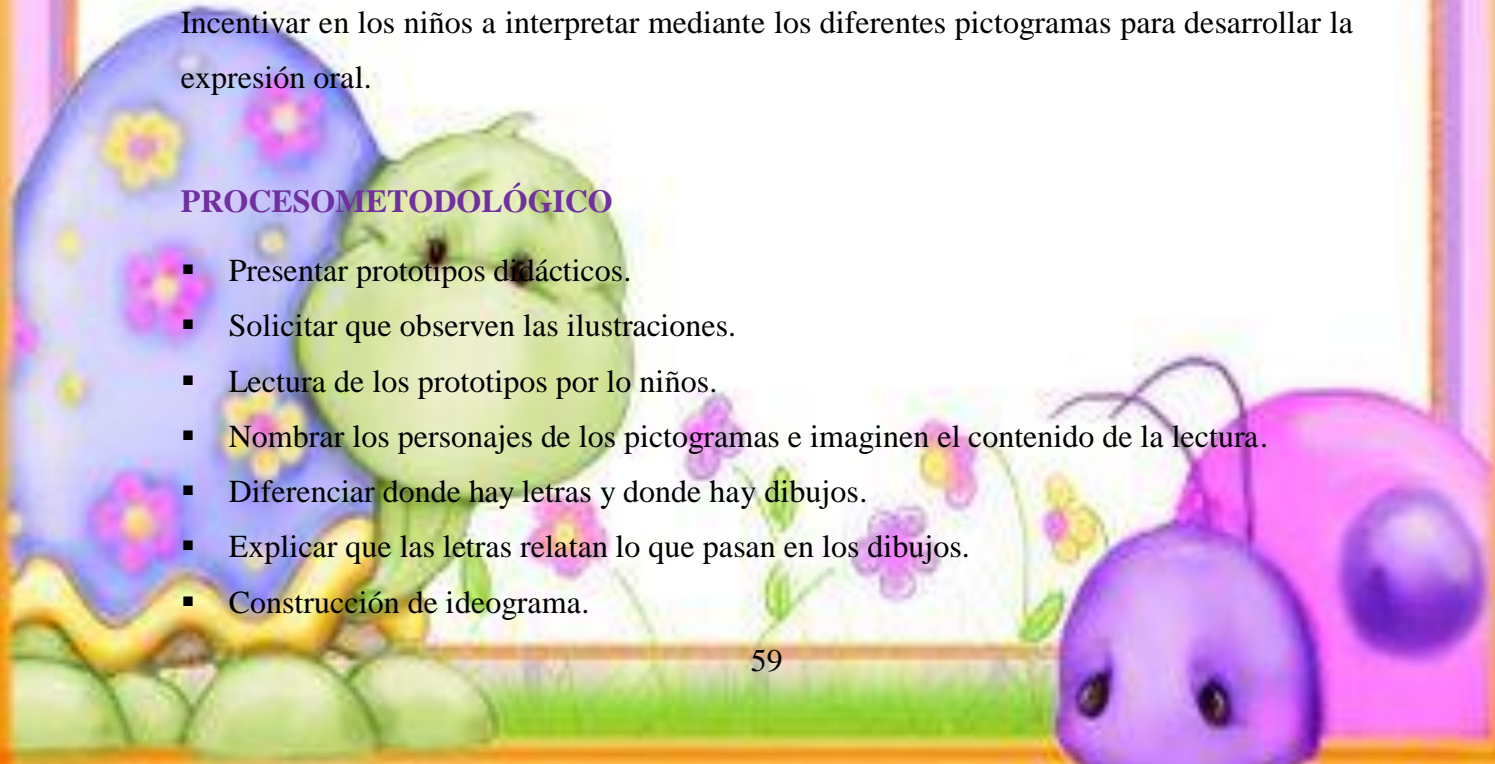 Incentivar en los niños a interpretar mediante los diferentes pictogramas para desarrollar la
expresión oral.
PROCESOMETODOLÓGICO
▪ Presentar prototipos didácticos.
▪ Solicitar que observen las ilustraciones.
▪ Lectura de los prototipos por lo niños.
▪ Nombrar los personajes de los pictogramas e imaginen el contenido de la lectura.
▪ Diferenciar donde hay letras y donde hay dibujos.
▪ Explicar que las letras relatan lo que pasan en los dibujos.
▪ Construcción de ideograma.
59